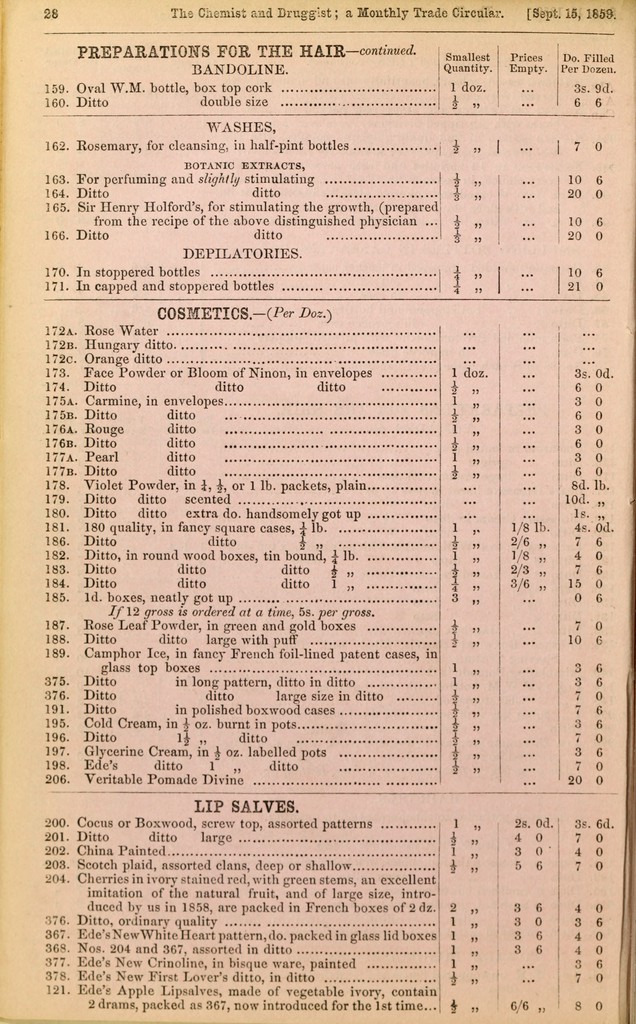 28 The Chemist and Druggist; a Monthly Trade Circular. [Sept. 15, 1859.
PREPARATIONS FOR THE HAIR—continued. Smallest Quantity. Prices Empty. Do. Filled Per Dozen.
BANDOLINE.
159. Oval W.M. bottle, box top cork ... 1 doz. ... 3s. 9d.
160. Ditto double size ... ½ „ ... 6 6
WASHES,
162. Rosemary, for cleansing, in half-pint bottles ... ½ „ ... 7 0
BOTANIC EXTRACTS,
163. For perfuming and slightly stimulating ... ½ „ ... 10 6
164. Ditto ditto ... ⅓ „ ... 20 0
165. Sir Henry Holford's, for stimulating the growth, (prepared
from the recipe of the above distinguished physician ... ½ „ ... 10 6
166. Ditto ditto ... ⅓ „ ... 20 0
DEPILATORIES.
170. In stoppered bottles ... ¼ „ ... 10 6
171. In capped and stoppered bottles ... ¼ „ ... 21 0
COSMETICS.—(Per Doz.)
172A. Rose Water ... ... ... ...
172B. Hungary ditto. ... ... ... ...
172C. Orange ditto ... ... ... ...
173. Face Powder or Bloom of Ninon, in envelopes ... 1 doz. ... 3s. 0d.
174. Ditto ditto ditto ... ½ „ ... 6 0
175A. Carmine, in envelopes ... 1 „ ... 3 0
175B. Ditto ditto ... ½ „ ... 6 0
176A. Rouge ditto ... 1 „ ... 3 0
176B. Ditto ditto ... ½ „ ... 6 0
177A. Pearl ditto ... 1 „ ... 3 0
177B. Ditto ditto ... ½ „ ... 6 0
178. Violet Powder, in ¼, ½, or 1 lb. packets, plain ... ... ... 8d. lb.
179. Ditto ditto scented ... ... ... 10d. „
180. Ditto ditto extra do. handsomely got up ... ... ... 1s. „
181. 180 quality, in fancy square cases, ¼ lb. ... 1 „ 1/8 lb. 4s. 0d.
186. Ditto ditto ½ „ ... ½ „ 2/6 „ 7 6
182. Ditto, in round wood boxes, tin bound, ¼ lb. ... 1 „ 1/8 „ 4 0
183. Ditto ditto ditto ½ „ ... ½ „ 2/3 „ 7 6
184. Ditto ditto ditto 1 „ ... ¼ „ 3/6 „ 15 0
185. 1d. boxes, neatly got up ... 3 „ ... 0 6
If 12 gross is ordered at a time, 5s. per gross.
187. Rose Leaf Powder, in green and gold boxes ... ½ „ ... 7 0
188. Ditto ditto large with puff ... ½ „ ... 10 6
189. Camphor Ice, in fancy French foil-lined patent cases, in
glass top boxes ... 1 „ ... 3 6
375. Ditto in long pattern, ditto in ditto ... 1 „ ... 3 6
376. Ditto ditto large size in ditto ... ½ „ ... 7 0
191. Ditto in polished boxwood cases ... ½ „ ... 7 6
195. Cold Cream, in ½ oz. burnt in pots ... ½ „ ... 3 6
196. Ditto 1½ „ ditto ... ½ „ ... 7 0
197. Glycerine Cream, in ½ oz. labelled pots ... ½ „ ... 3 6
198. Ede's ditto 1 „ ditto ... ½ „ ... 7 0
206. Veritable Pomade Divine ... ... 20 0
LIP SALVES.
200. Cocus or Boxwood, screw top, assorted patterns ... 1 „ 2s. 0d. 3s. 6d.
201. Ditto ditto large ... ½ „ 4 0 7 0
202. China Painted ... 1 „ 3 0 4 0
203. Scotch plaid, assorted clans, deep or shallow ... ½ „ 5 6 7 0
204. Cherries in ivory stained red, with green stems, an excellent
imitation of the natural fruit, and of large size, intro-
duced by us in 1858, are packed in French boxes of 2 dz. 2 „ 3 6 4 0
376. Ditto, ordinary quality ... 1 „ 3 0 3 6
367. Ede's New White Heart pattern, do. packed in glass lid boxes 1 „ 3 6 4 0
368. Nos. 204 and 367, assorted in ditto ... 1 „ 3 6 4 0
377. Ede's New Crinoline, in bisque ware, painted ... 1 „ ... 3 6
378. Ede's New First Lover's ditto, in ditto ... ½ „ ... 7 0
121. Ede's Apple Lipsalves, made of vegetable ivory, contain
2 drams, packed as 367, now introduced for the 1st time... ½ „ 6/6 „ 8 0